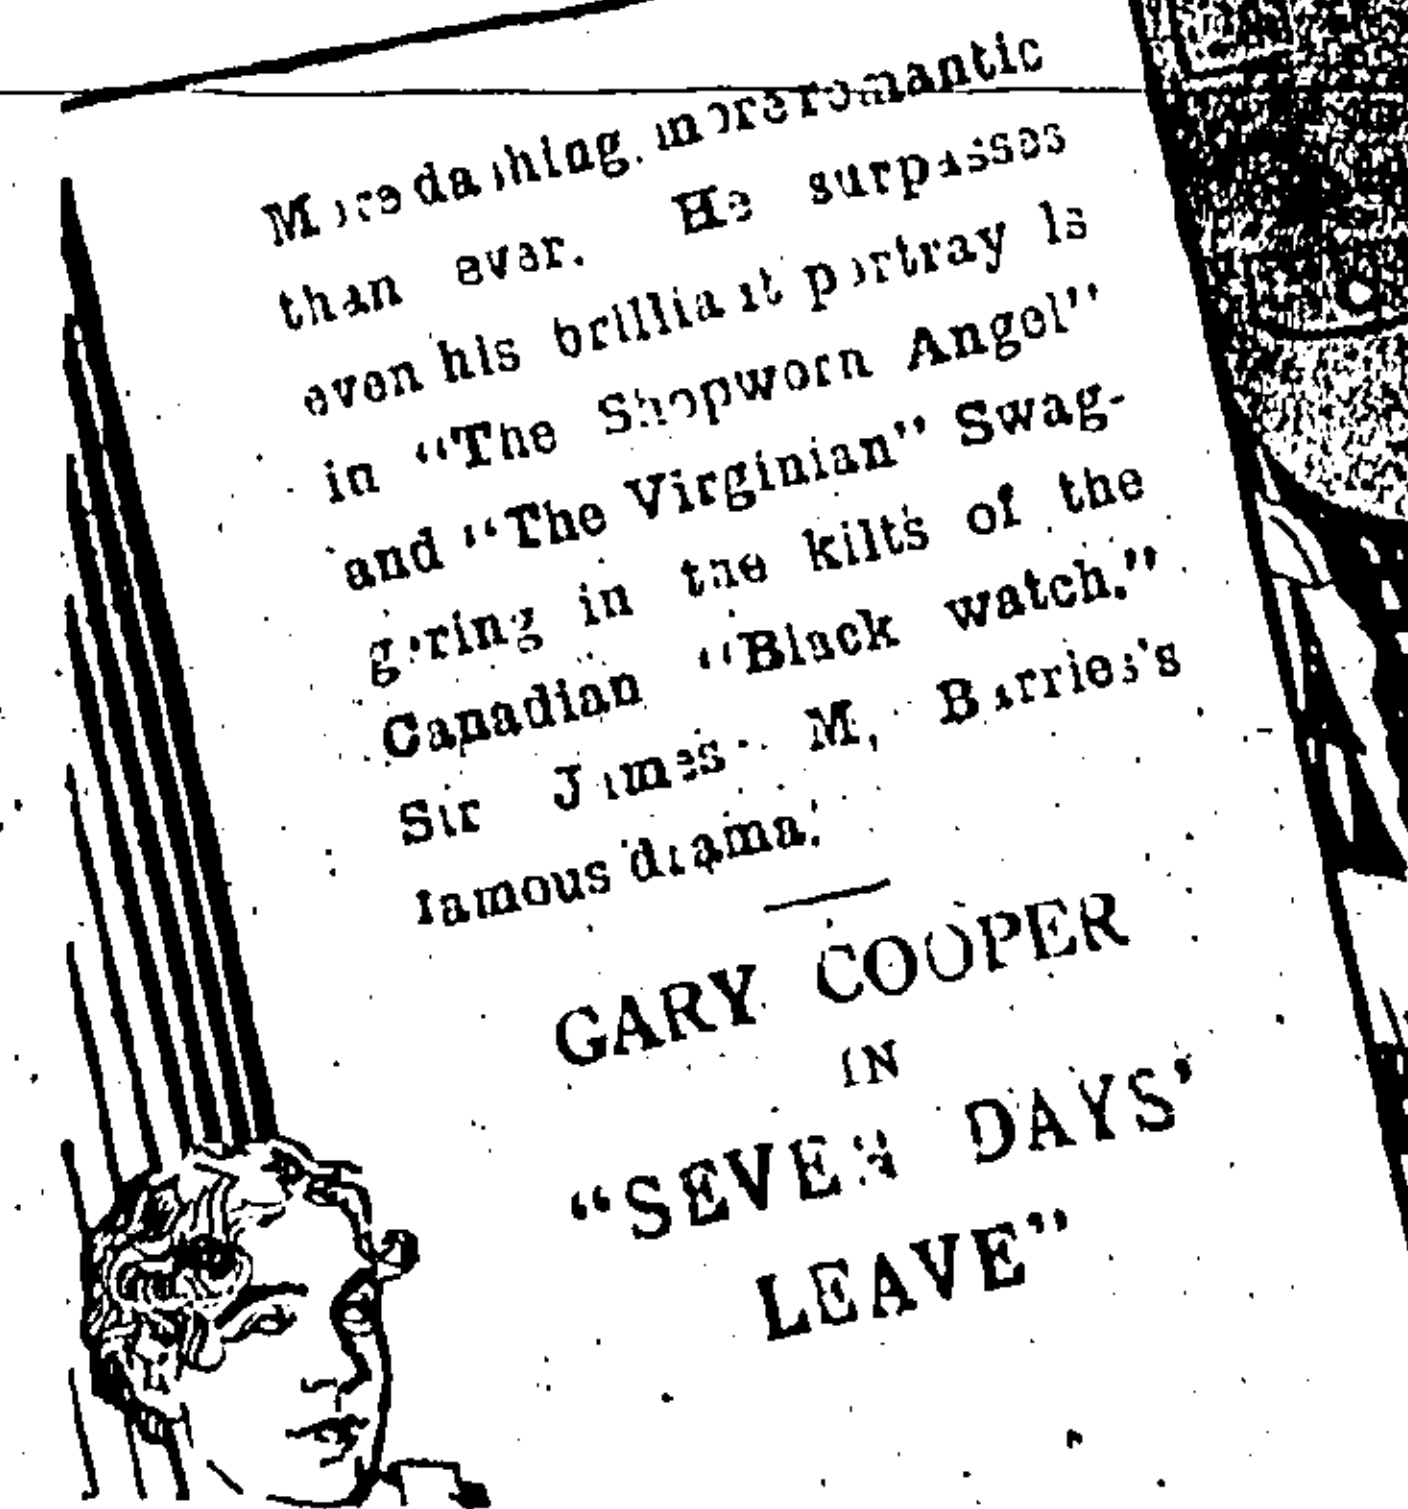 More dashing, more romantic
than ever. He surpasses
even his brilliant portrayals
in "The Shopworn Angel"
and "The Virginian" Swag-
gering in the kilts of the
Canadian "Black watch."
Sir James M, Barries's
famous drama.
GARY COOPER
IN
"SEVEN DAYS'
LEAVE"